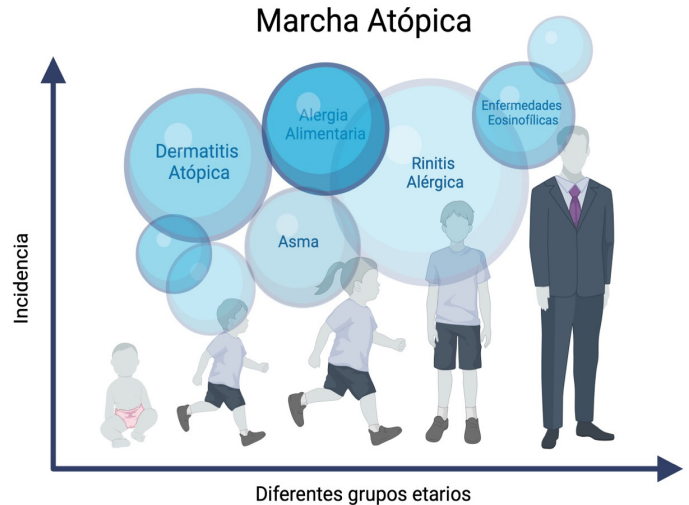 Marcha Atópica
Dermatitis
Atópica
Alergia
Alimentaria
Asma
Rinitis
Alérgica
Enfermedades
Eosinofílicas
Incidencia
Diferentes grupos etarios